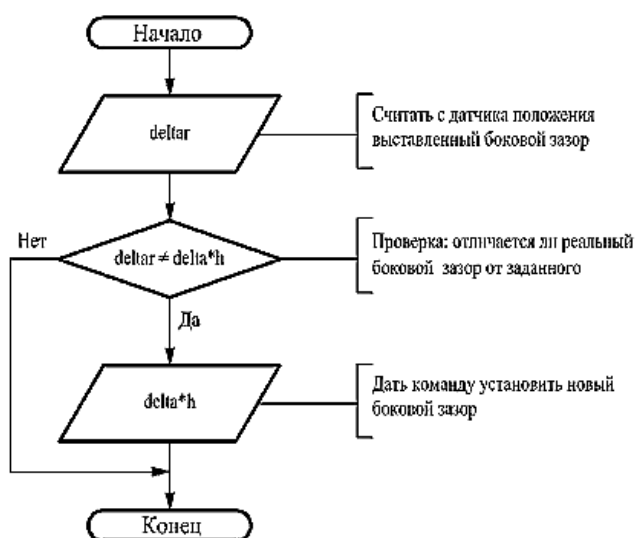 Начало
deltar
Считать с датчика положения
выставленный боковой зазор
Нет
deltar ≠ delta*h
Проверка: отличается ли реальный
боковой зазор от заданного
Да
delta*h
Дать команду установить новый
боковой зазор
Конец